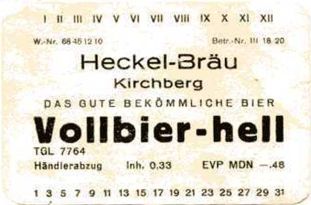 I II III IV V VI VII VIII IX X XI XII
W.-Nr. 68 45 12 10 Betr.-Nr. III 18 20
Heckel-Bräu
Kirchberg
DAS GUTE BEKÖMMLICHE BIER
Vollbier-hell
TGL 7764
Händlerabzug Inh. 0,33 EVP MDN —.48
1 3 5 7 9 11 13 15 17 19 21 23 25 27 29 31